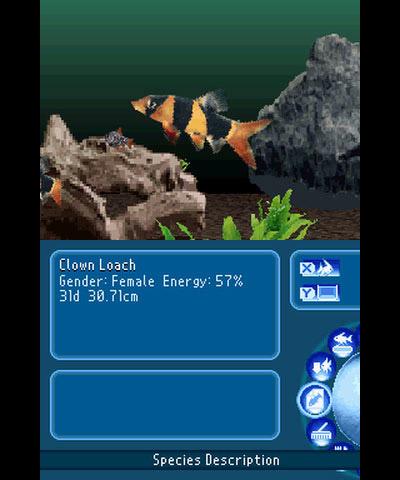 Clown Loach
Gender: Female Energy: 57%
31d 30.71cm
X
Y
Species Description